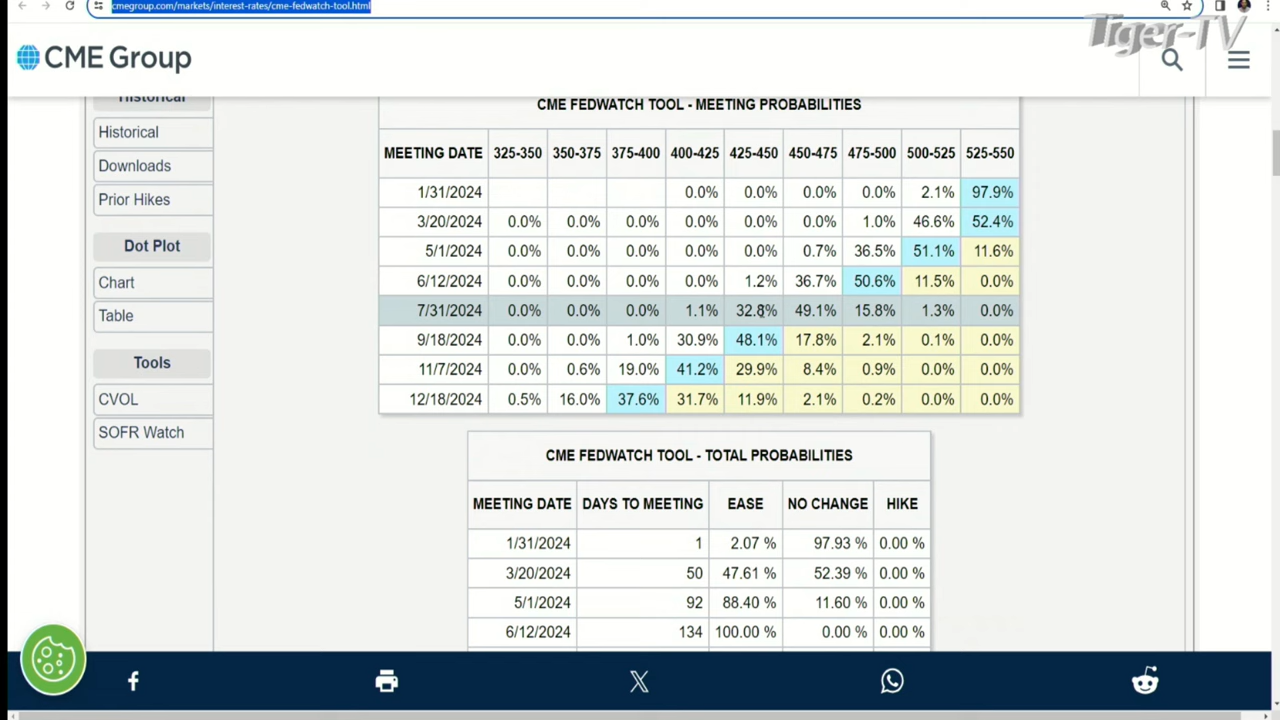 cmegroup.com/markets/interest-rates/cme-fedwatch-tool.html
Tiger-TV
CME Group
Historical
Historical
Downloads
Prior Hikes
Dot Plot
Chart
Table
Tools
CVOL
SOFR Watch
CME FEDWATCH TOOL - MEETING PROBABILITIES
MEETING DATE 325-350 350-375 375-400 400-425 425-450 450-475 475-500 500-525 525-550
1/31/2024 0.0% 0.0% 0.0% 0.0% 2.1% 97.9%
3/20/2024 0.0% 0.0% 0.0% 0.0% 0.0% 0.0% 1.0% 46.6% 52.4%
5/1/2024 0.0% 0.0% 0.0% 0.0% 0.0% 0.7% 36.5% 51.1% 11.6%
6/12/2024 0.0% 0.0% 0.0% 0.0% 1.2% 36.7% 50.6% 11.5% 0.0%
7/31/2024 0.0% 0.0% 0.0% 1.1% 32.8% 49.1% 15.8% 1.3% 0.0%
9/18/2024 0.0% 0.0% 1.0% 30.9% 48.1% 17.8% 2.1% 0.1% 0.0%
11/7/2024 0.0% 0.6% 19.0% 41.2% 29.9% 8.4% 0.9% 0.0% 0.0%
12/18/2024 0.5% 16.0% 37.6% 31.7% 11.9% 2.1% 0.2% 0.0% 0.0%
CME FEDWATCH TOOL - TOTAL PROBABILITIES
MEETING DATE DAYS TO MEETING EASE NO CHANGE HIKE
1/31/2024 1 2.07 % 97.93 % 0.00 %
3/20/2024 50 47.61 % 52.39 % 0.00 %
5/1/2024 92 88.40 % 11.60 % 0.00 %
6/12/2024 134 100.00 % 0.00 % 0.00 %